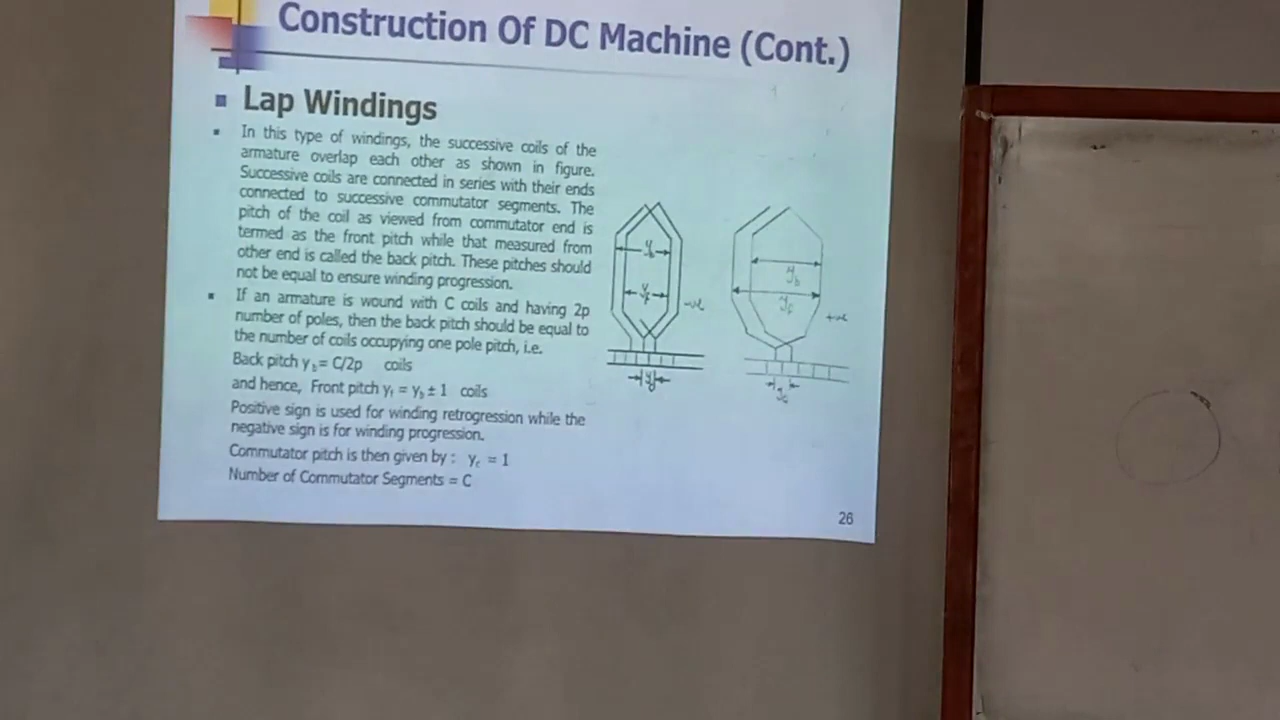 Construction Of DC Machine (Cont.)
Lap Windings
In this type of windings, the successive coils of the
armature overlap each other as shown in figure.
Successive coils are connected in series with their ends
connected to successive commutator segments. The
pitch of the coil as viewed from commutator end is
termed as the front pitch while that measured from
other end is called the back pitch. These pitches should
not be equal to ensure winding progression.
If an armature is wound with C coils and having 2p
number of poles, then the back pitch should be equal to
the number of coils occupying one pole pitch, i.e.
Back pitch y_b = C/2p coils
and hence, Front pitch y_f = y_b ± 1 coils
Positive sign is used for winding retrogression while the
negative sign is for winding progression.
Commutator pitch is then given by : y_c = 1
Number of Commutator Segments = C
y_b
y_f
-ve
y_b
y_f
+ve
y_c
26